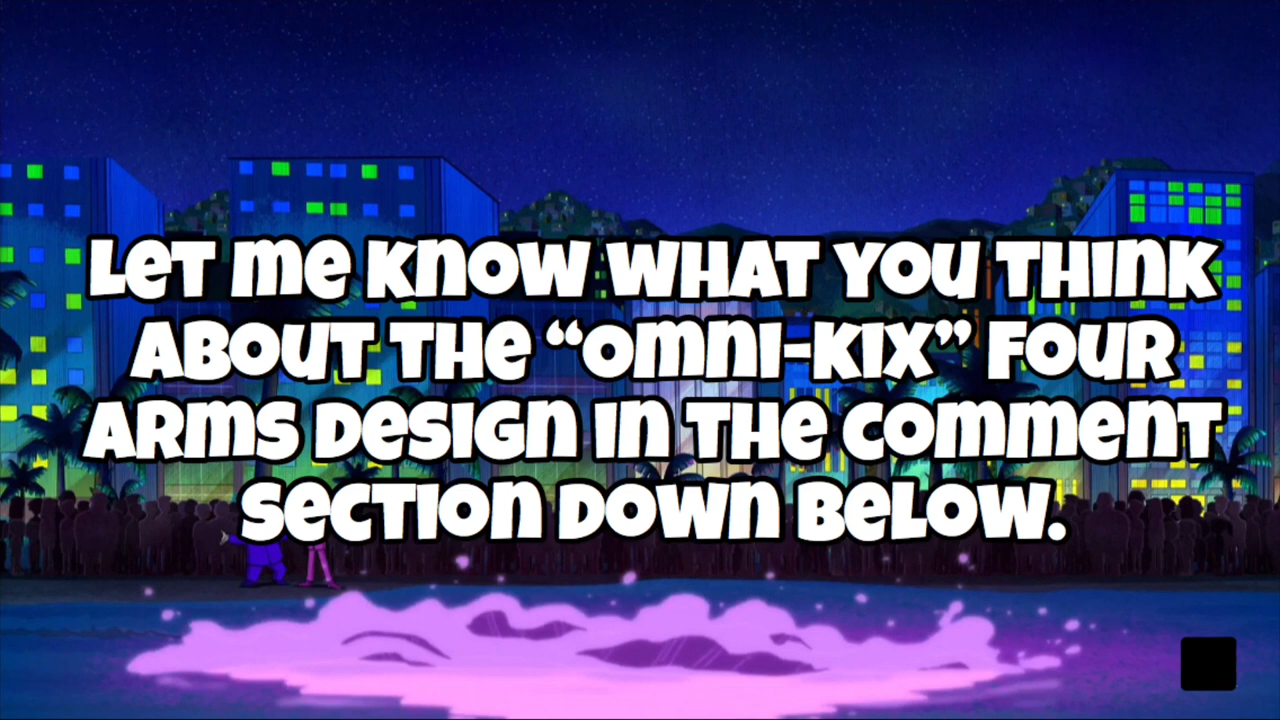 Let me know what you think
about the “Omni-Kix” Four
Arms design in the comment
section down below.